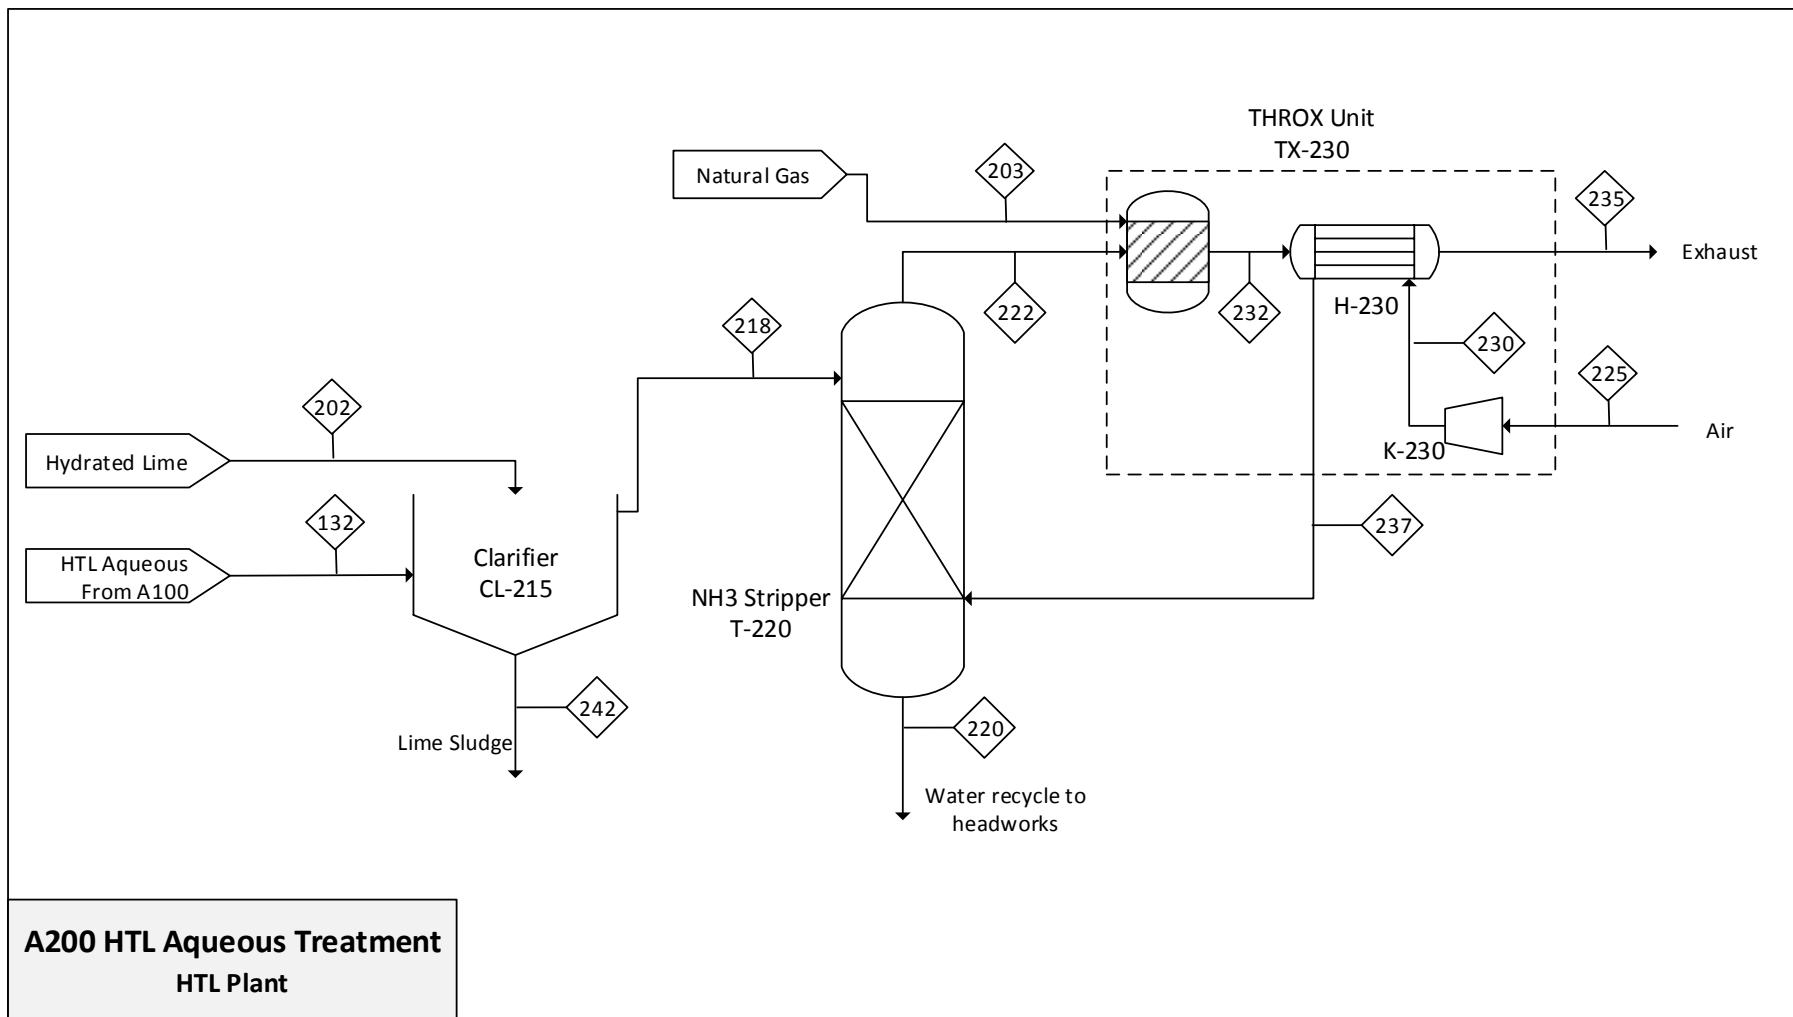 THROX Unit
TX-230
Natural Gas
203
235
Exhaust
222
232
H-230
218
230
225
202
Air
K-230
Hydrated Lime
132
237
HTL Aqueous
From A100
Clarifier
CL-215
NH3 Stripper
T-220
242
220
Lime Sludge
Water recycle to
headworks
A200 HTL Aqueous Treatment
HTL Plant